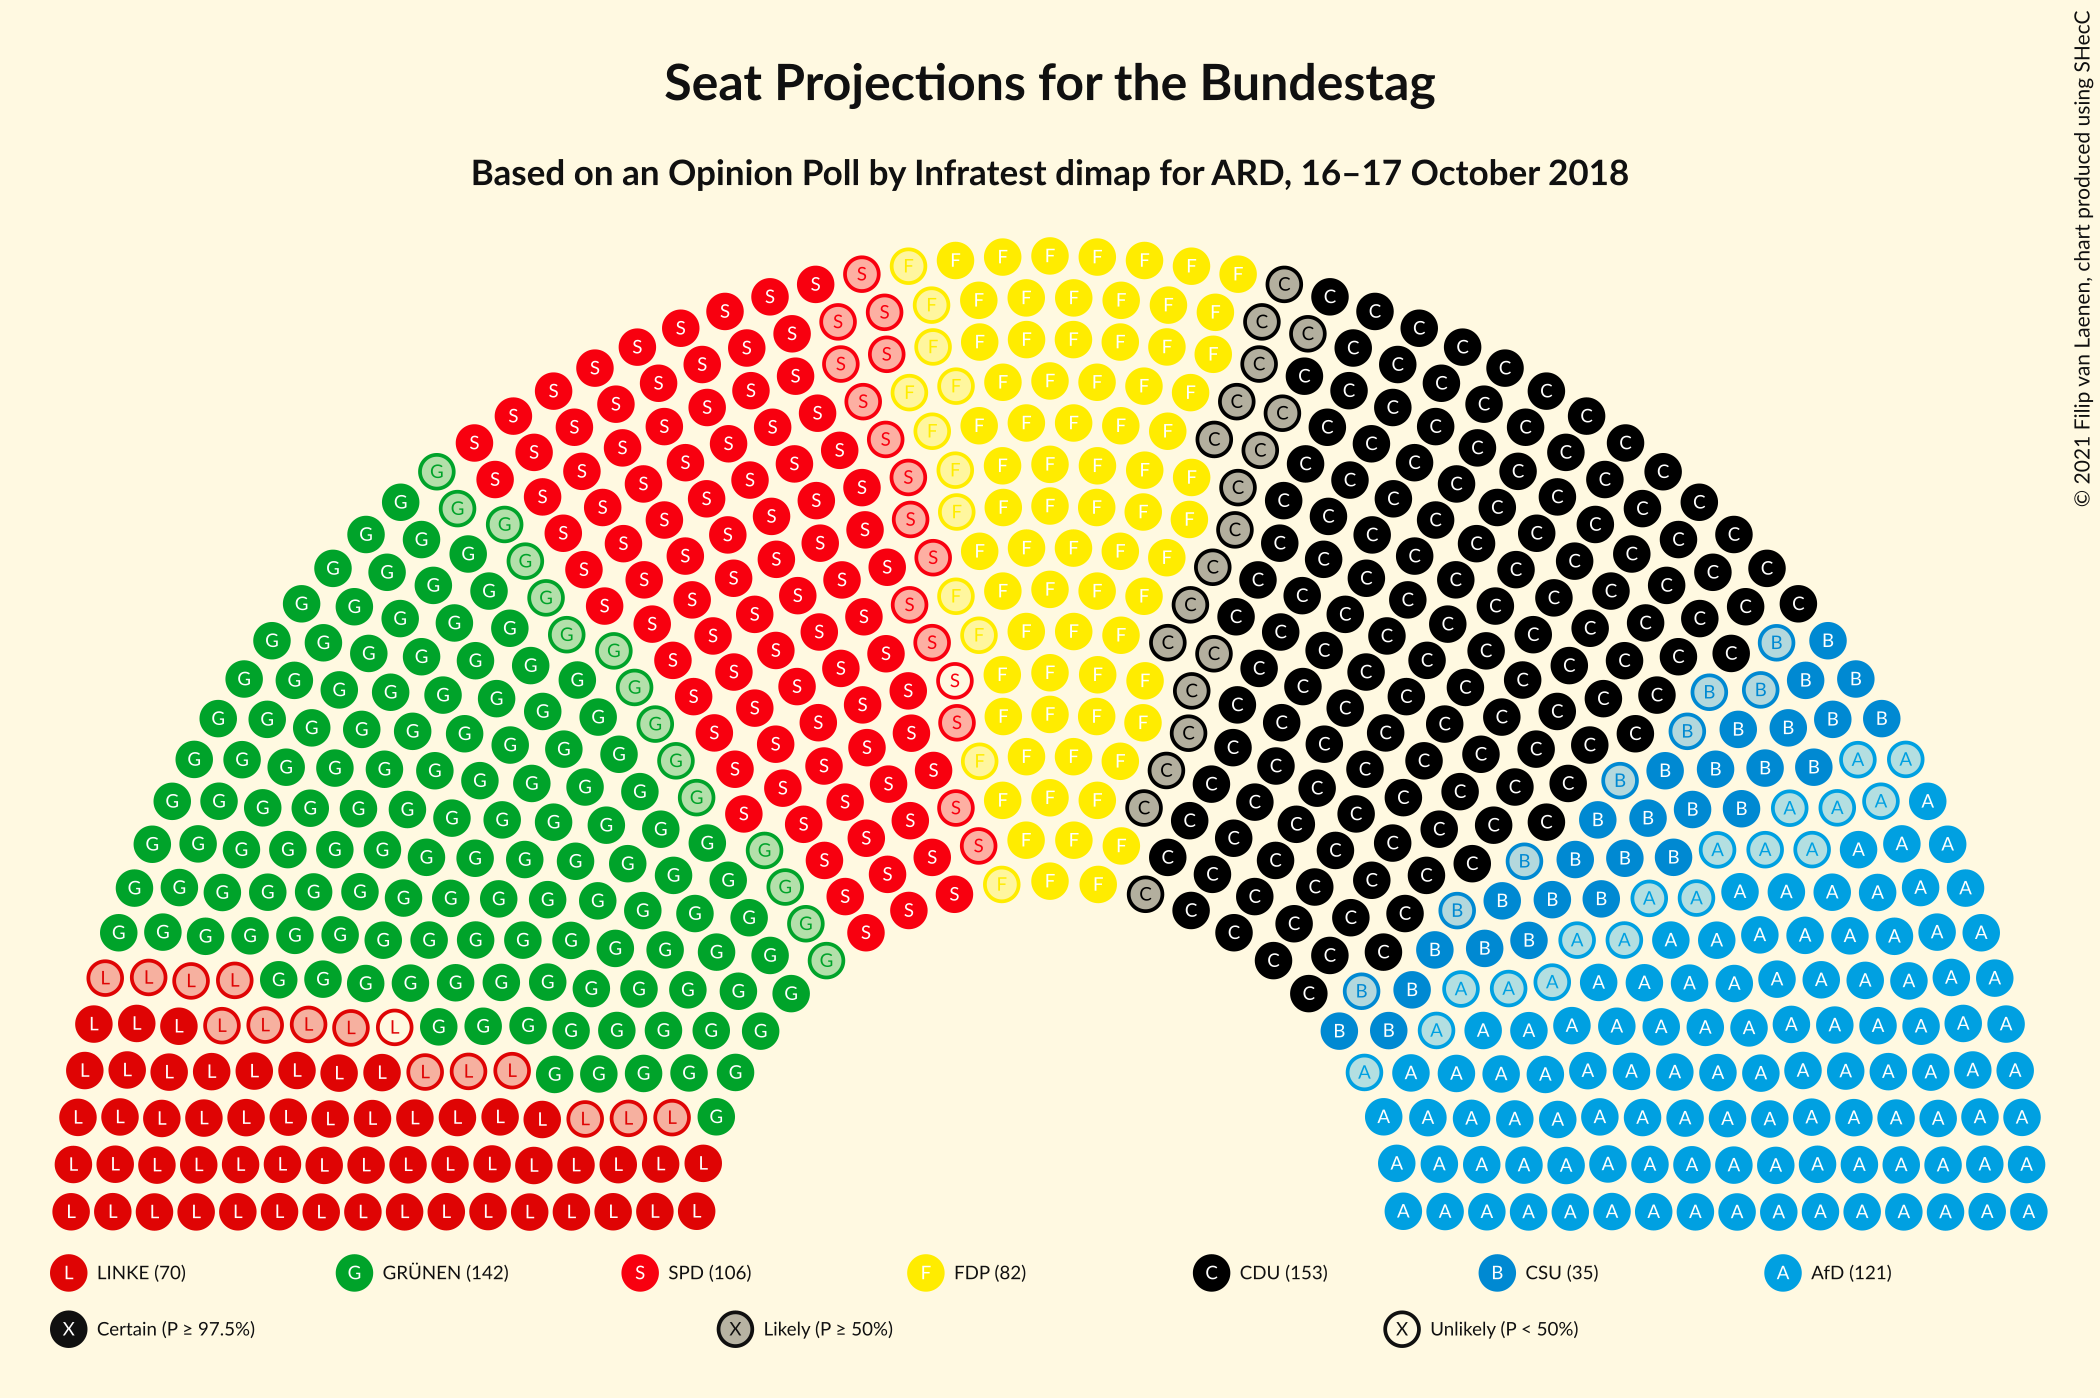 Seat Projections for the Bundestag
Based on an Opinion Poll by Infratest dimap for ARD, 16–17 October 2018
© 2021 Filip van Laenen, chart produced using SHecC
L LINKE (70)
G GRÜNEN (142)
S SPD (106)
F FDP (82)
C CDU (153)
B CSU (35)
A AfD (121)
X Certain (P ≥ 97.5%)
X Likely (P ≥ 50%)
X Unlikely (P < 50%)